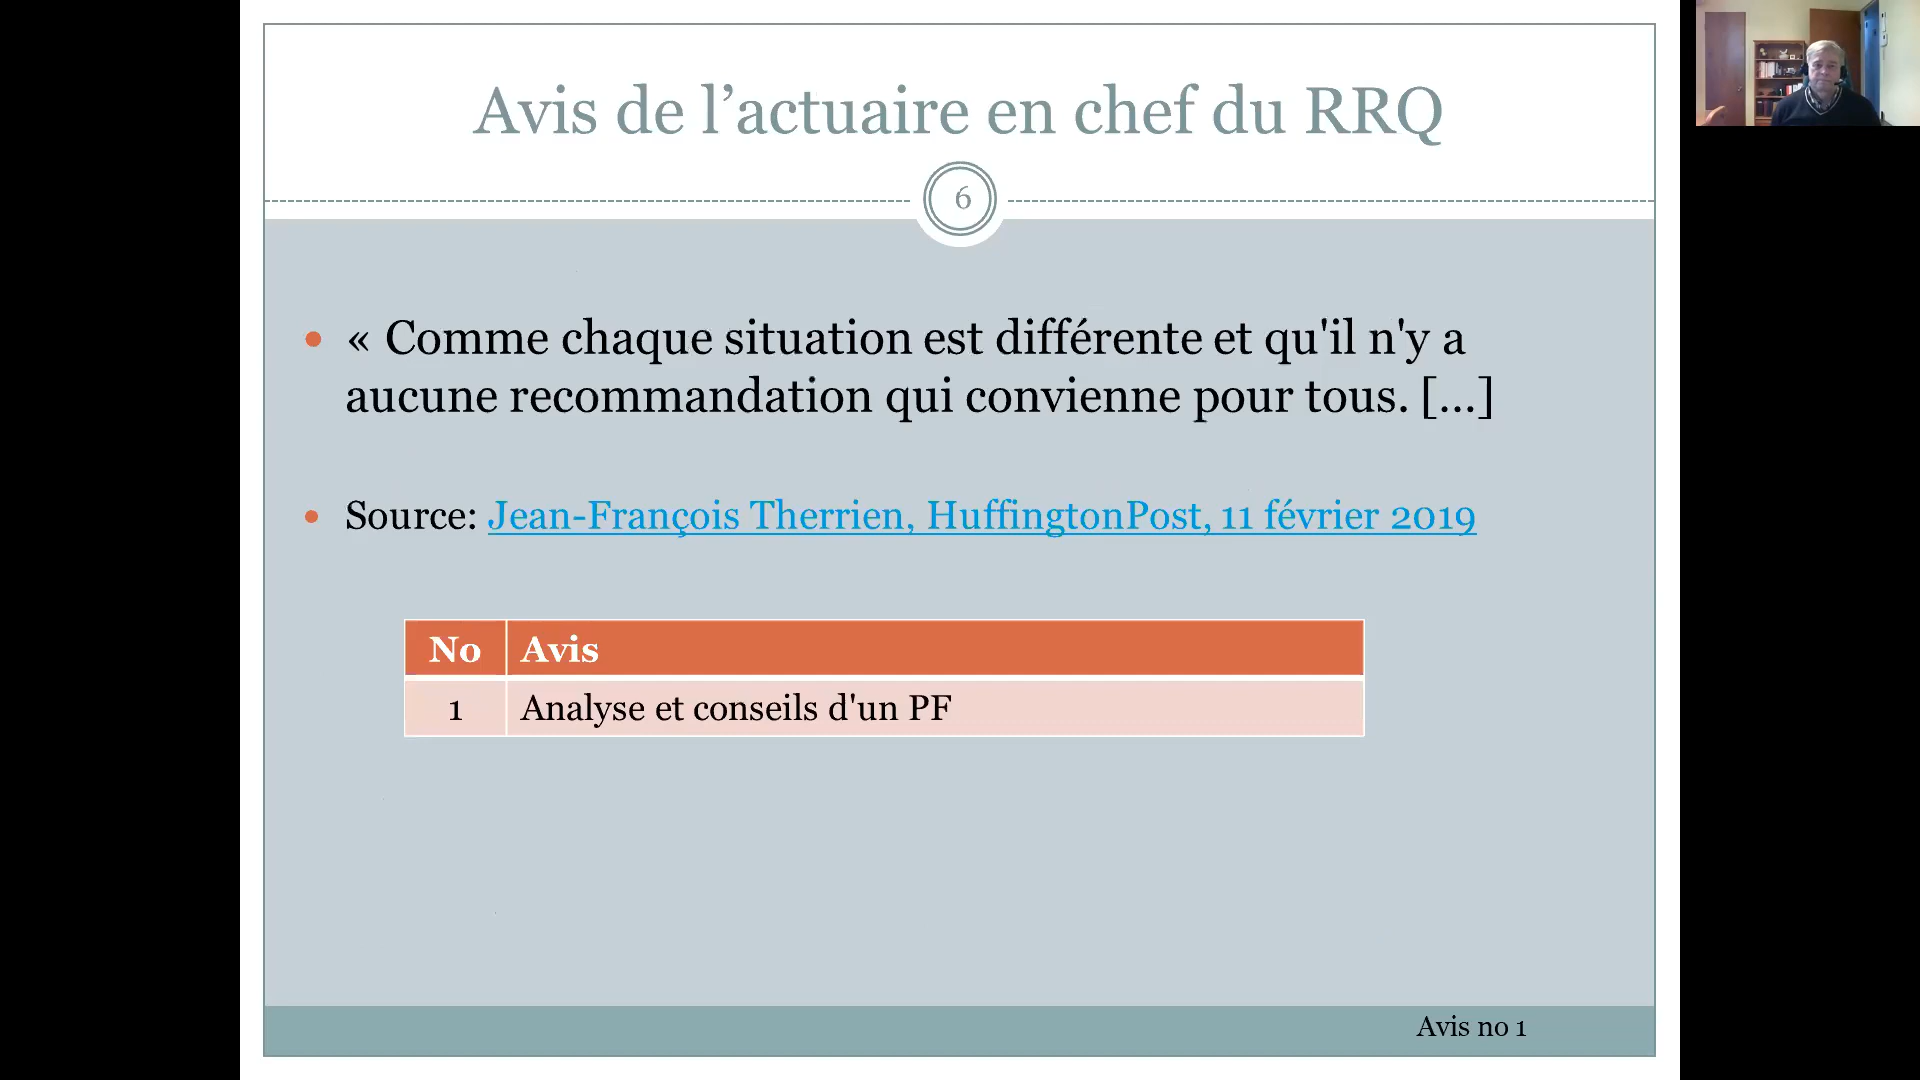 Avis de l’actuaire en chef du RRQ
6
• « Comme chaque situation est différente et qu'il n'y a
aucune recommandation qui convienne pour tous. […]
• Source: Jean-François Therrien, HuffingtonPost, 11 février 2019
No Avis
1 Analyse et conseils d'un PF
Avis no 1